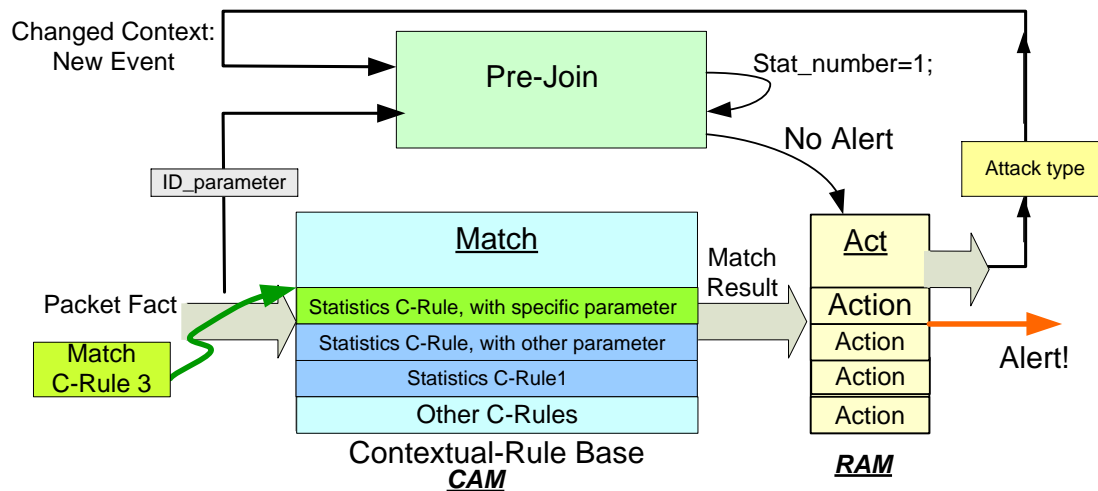 Changed Context:
New Event
Pre-Join
Stat_number=1;
No Alert
ID_parameter
Attack type
Match
Act
Match
Result
Packet Fact
Statistics C-Rule, with specific parameter
Action
Statistics C-Rule, with other parameter
Action
Alert!
Match
C-Rule 3
Statistics C-Rule1
Action
Other C-Rules
Action
Contextual-Rule Base
CAM
RAM